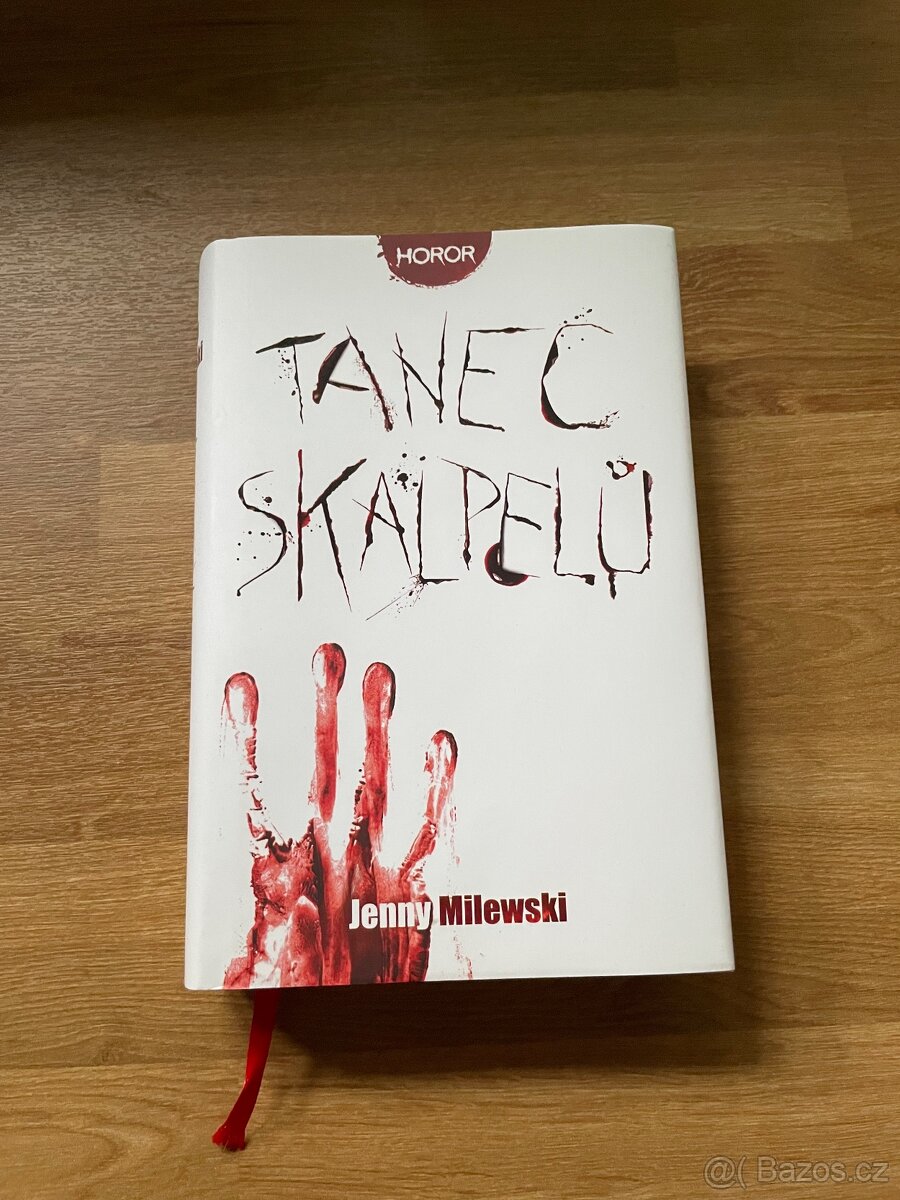 HOROR
TANEC
SKALPELŮ
Jenny Milewski
@( Bazos.cz